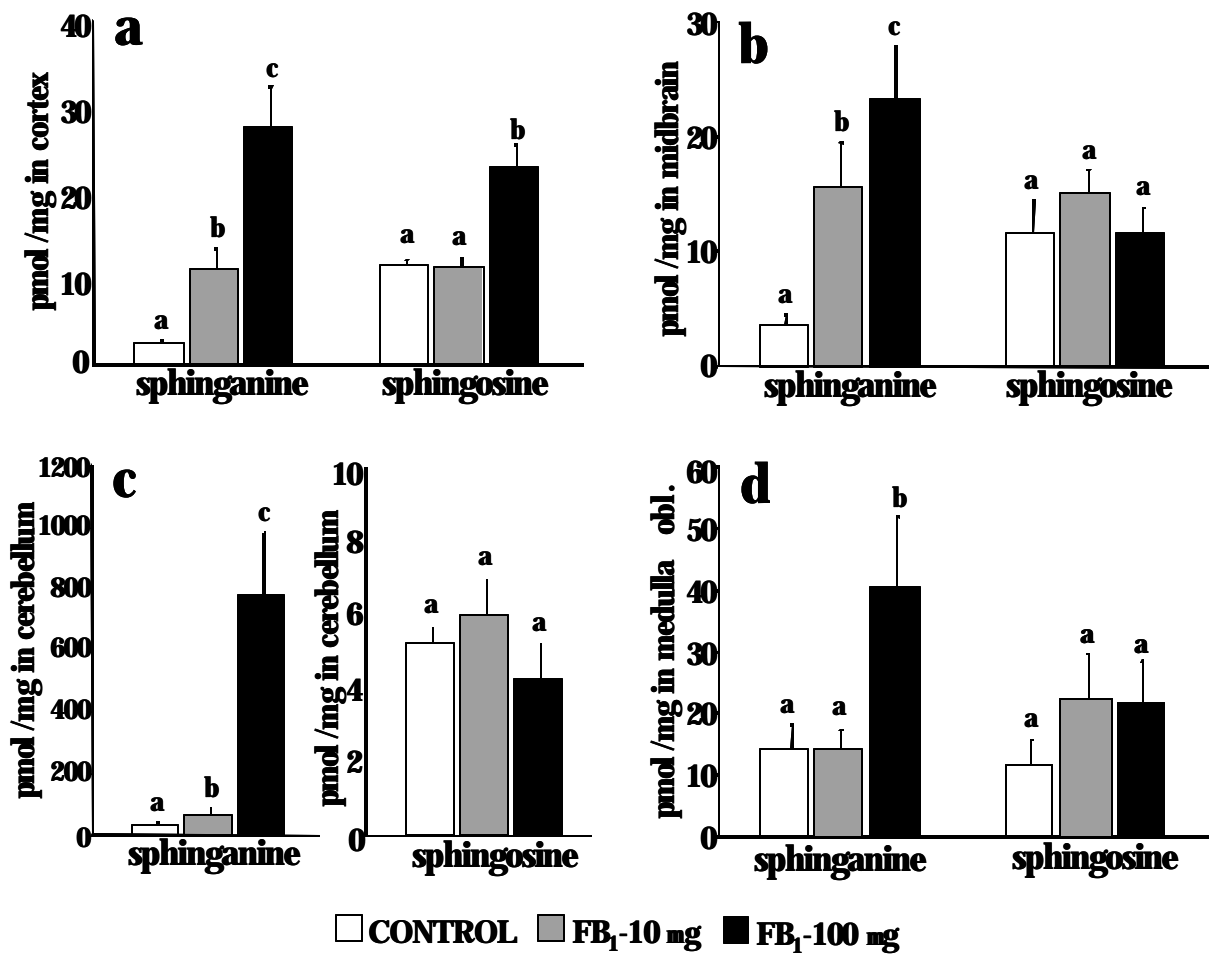 a
pmol /mg in cortex
40
30
20
10
0
a
b
c
a
a
b
sphinganine
sphingosine
b
pmol /mg in midbrain
30
20
10
0
a
b
c
a
a
a
sphinganine
sphingosine
c
pmol /mg in cerebellum
1200
1000
800
600
400
200
0
a
b
c
sphinganine
pmol /mg in cerebellum
10
8
6
4
2
0
a
a
a
sphingosine
d
pmol /mg in medulla obl.
60
50
40
30
20
10
0
a
a
b
a
a
a
sphinganine
sphingosine
CONTROL FB₁-10 mg FB₁-100 mg